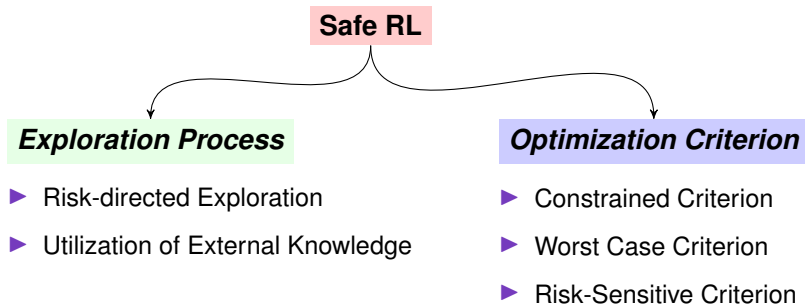 Safe RL
Exploration Process
Risk-directed Exploration
Utilization of External Knowledge
Optimization Criterion
Constrained Criterion
Worst Case Criterion
Risk-Sensitive Criterion